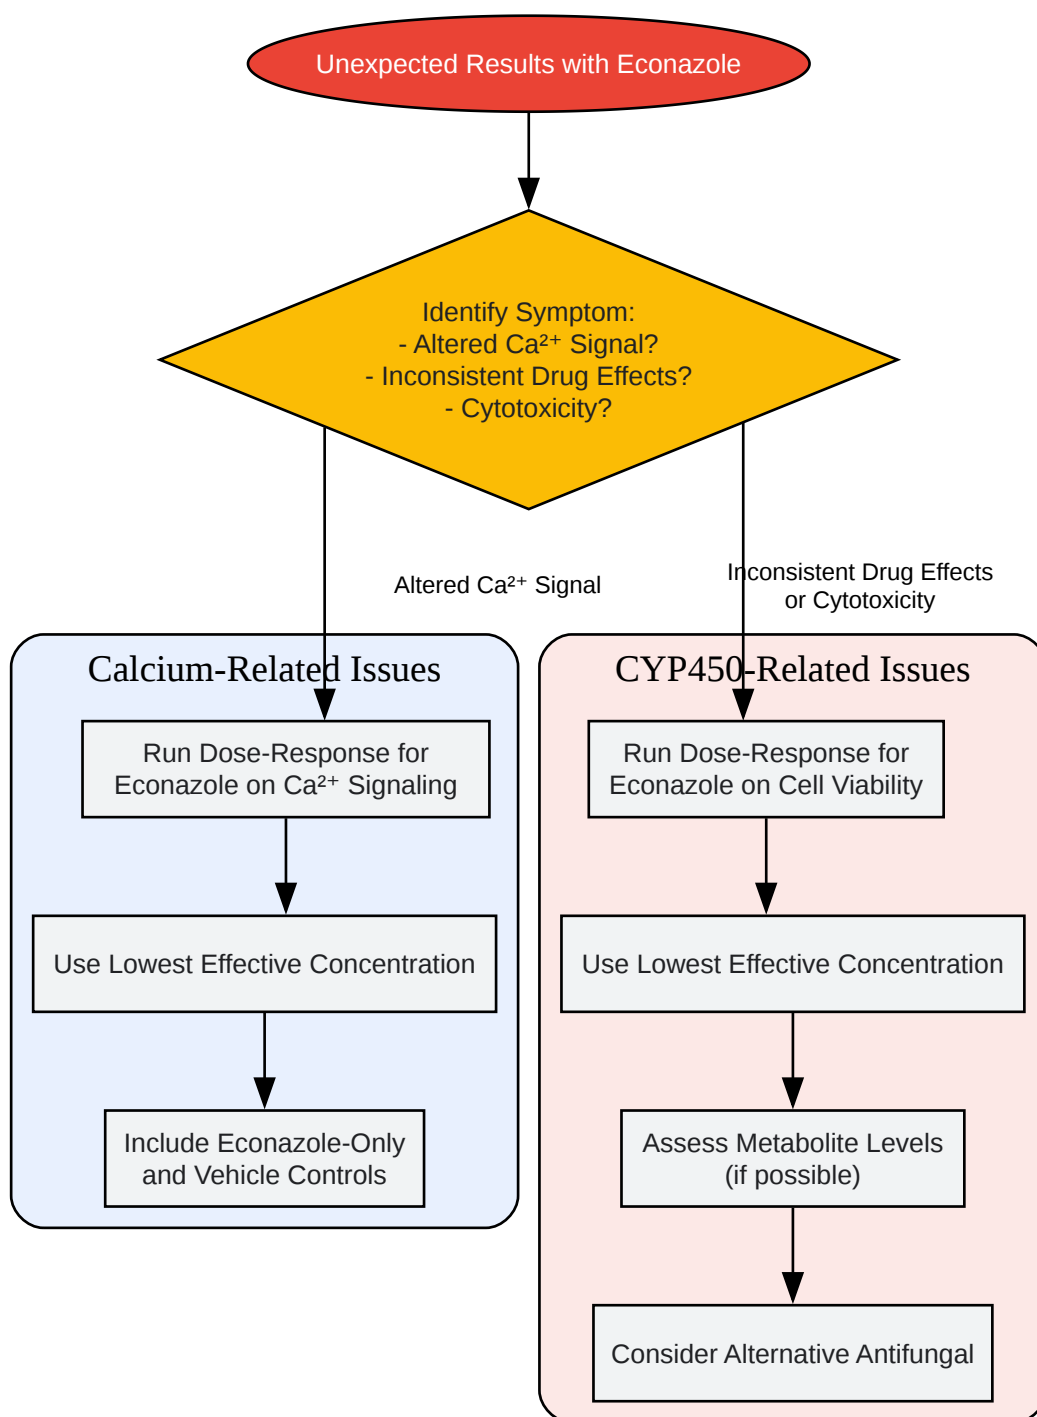 Unexpected Results with Econazole
Identify Symptom:
- Altered Ca²⁺ Signal?
- Inconsistent Drug Effects?
- Cytotoxicity?
Altered Ca²⁺ Signal
Inconsistent Drug Effects
or Cytotoxicity
Calcium-Related Issues
Run Dose-Response for
Econazole on Ca²⁺ Signaling
Use Lowest Effective Concentration
Include Econazole-Only
and Vehicle Controls
CYP450-Related Issues
Run Dose-Response for
Econazole on Cell Viability
Use Lowest Effective Concentration
Assess Metabolite Levels
(if possible)
Consider Alternative Antifungal